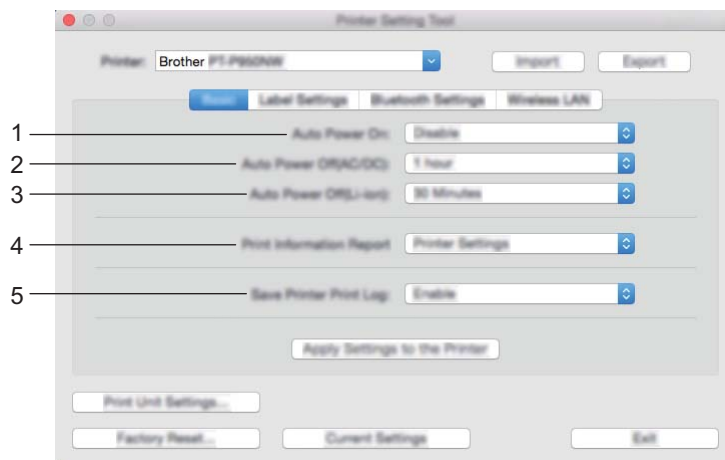 Printer Setting Tool
Printer: Brother PT-P950NW Import Export
Basic Label Settings Bluetooth Settings Wireless LAN
1 Auto Power On: Disable
2 Auto Power Off(AC/DC): 1 hour
3 Auto Power Off(Li-ion): 30 Minutes
4 Print Information Report Printer Settings
5 Save Printer Print Log: Enable
Apply Settings to the Printer
Print Unit Settings...
Factory Reset... Current Settings Exit